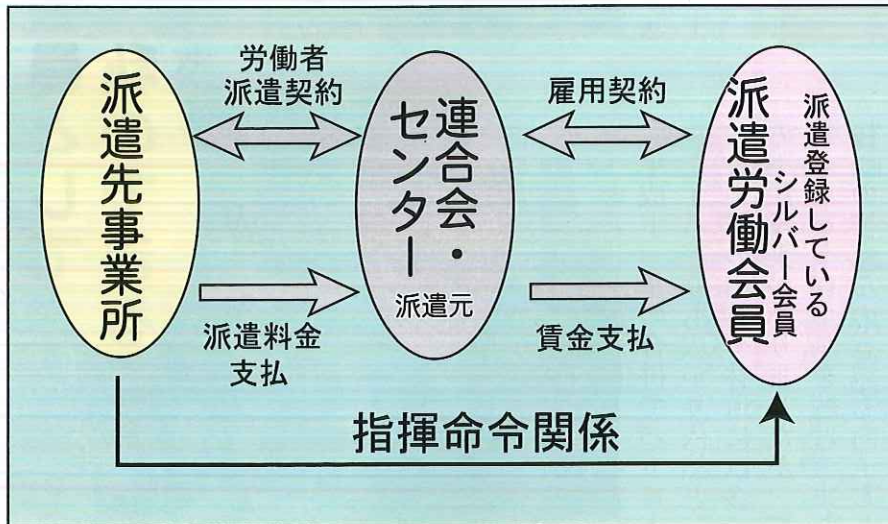 労働者
派遣契約
雇用契約
派遣先事業所
連合会・
センター
派遣元
派遣登録している
シルバー会員
派遣労働会員
派遣料金
支払
賃金支払
指揮命令関係